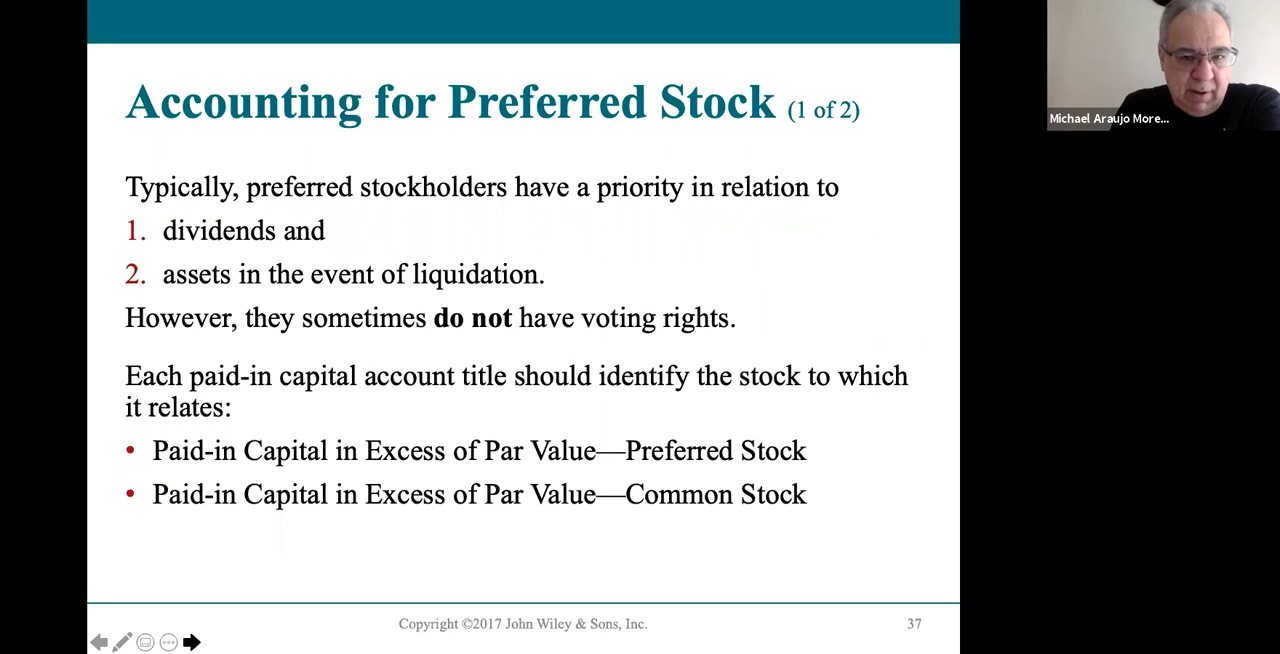 Accounting for Preferred Stock (1 of 2)
Typically, preferred stockholders have a priority in relation to
1. dividends and
2. assets in the event of liquidation.
However, they sometimes do not have voting rights.
Each paid-in capital account title should identify the stock to which
it relates:
• Paid-in Capital in Excess of Par Value—Preferred Stock
• Paid-in Capital in Excess of Par Value—Common Stock
Copyright ©2017 John Wiley & Sons, Inc.
37
Michael Araujo More...